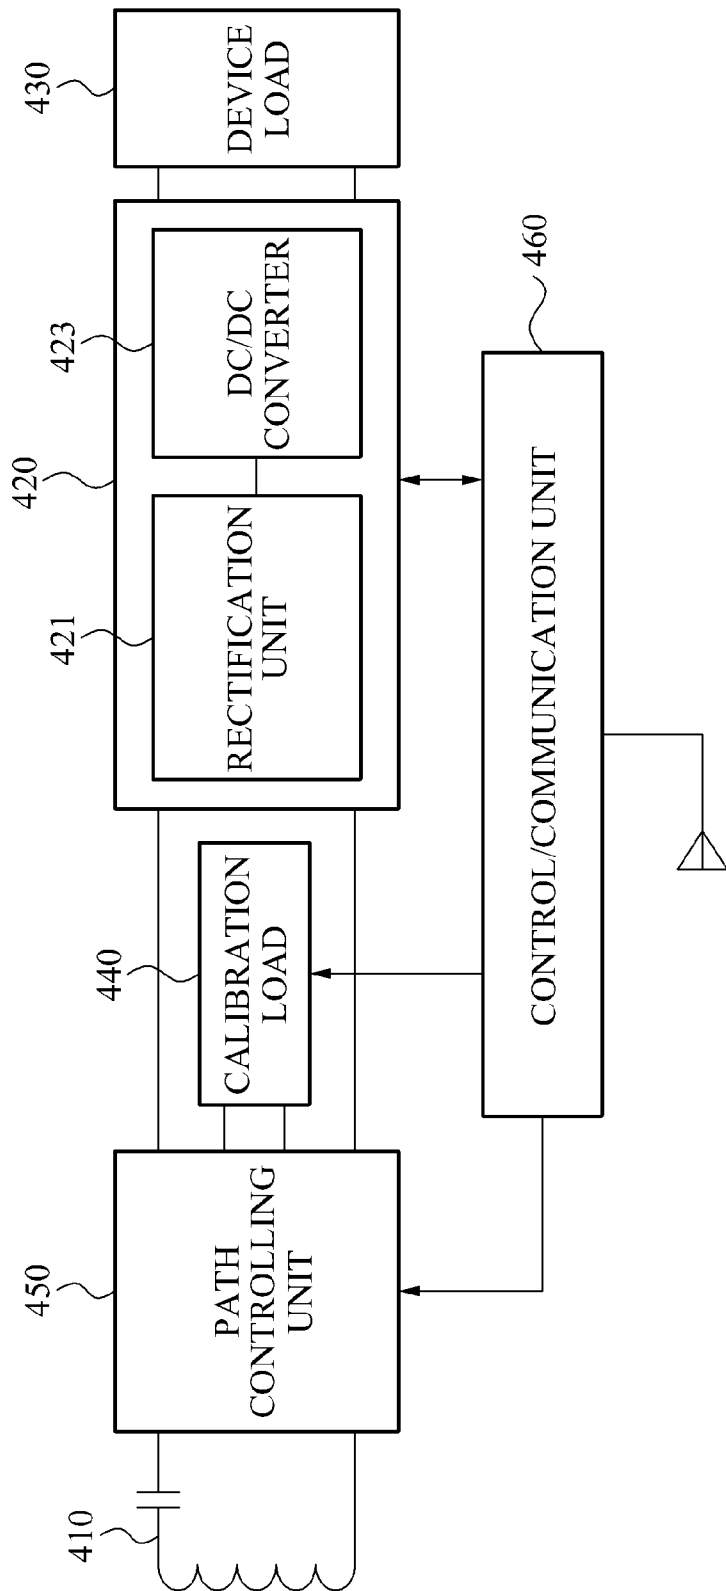 410
450
PATH
CONTROLLING
UNIT
440
CALIBRATION
LOAD
420
421
RECTIFICATION
UNIT
423
DC/DC
CONVERTER
430
DEVICE
LOAD
460
CONTROL/COMMUNICATION UNIT